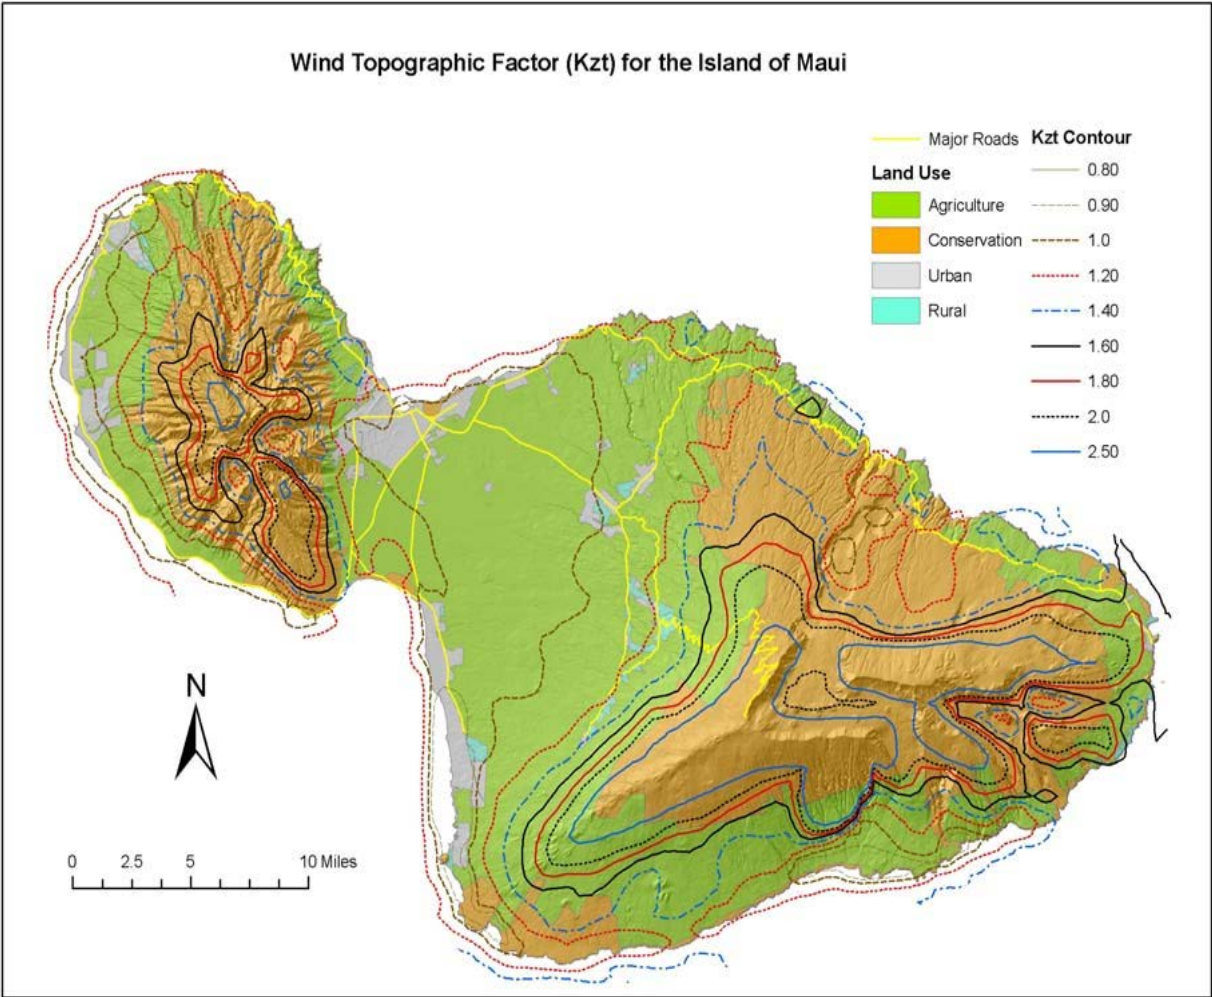 Wind Topographic Factor (Kzt) for the Island of Maui
Major Roads
Land Use
Agriculture
Conservation
Urban
Rural
Kzt Contour
0.80
0.90
1.0
1.20
1.40
1.60
1.80
2.0
2.50
N
0 2.5 5 10 Miles